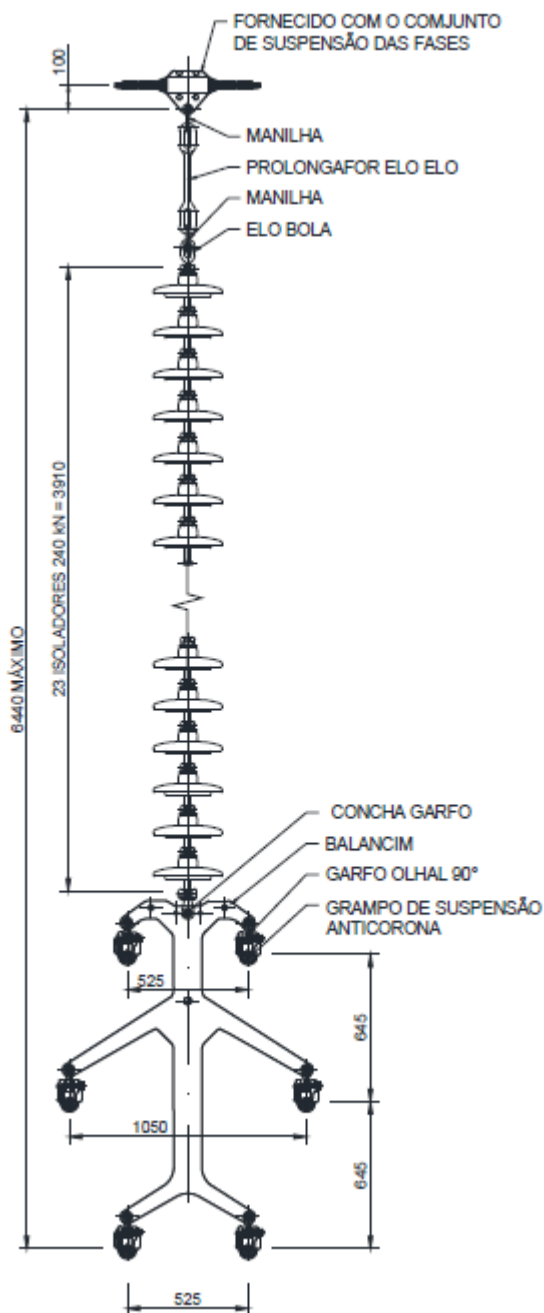 FORNECIDO COM O COMJUNTO
DE SUSPENSÃO DAS FASES
100
MANILHA
PROLONGAFOR ELO ELO
MANILHA
ELO BOLA
23 ISOLADORES 240 kN = 3910
6440 MÁXIMO
CONCHA GARFO
BALANCIM
GARFO OLHAL 90°
GRAMPO DE SUSPENSÃO
ANTICORONA
525
645
1050
645
525